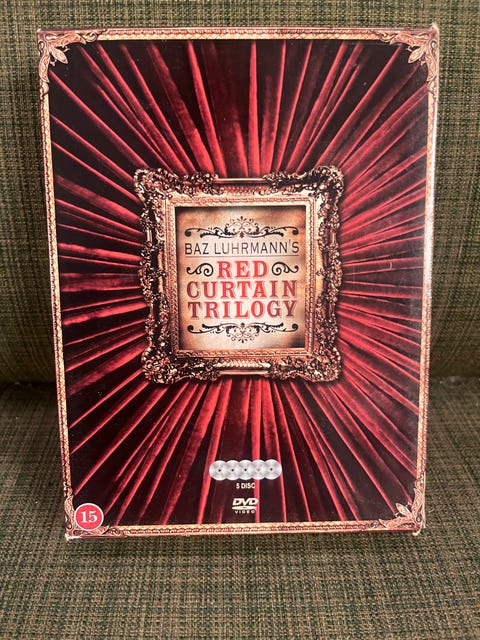 BAZ LUHRMANN'S
RED
CURTAIN
TRILOGY
5 DISC
DVD
VIDEO
15